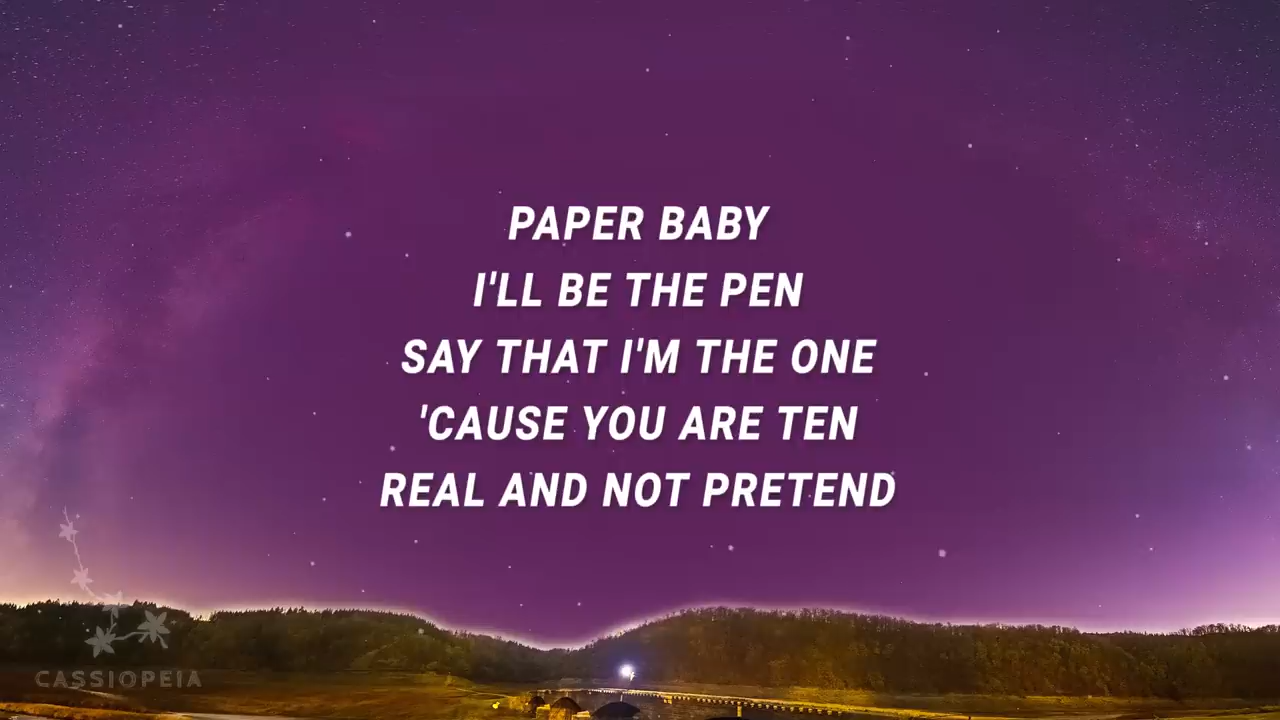 PAPER BABY
I'LL BE THE PEN
SAY THAT I'M THE ONE
'CAUSE YOU ARE TEN
REAL AND NOT PRETEND
CASSIOPEIA